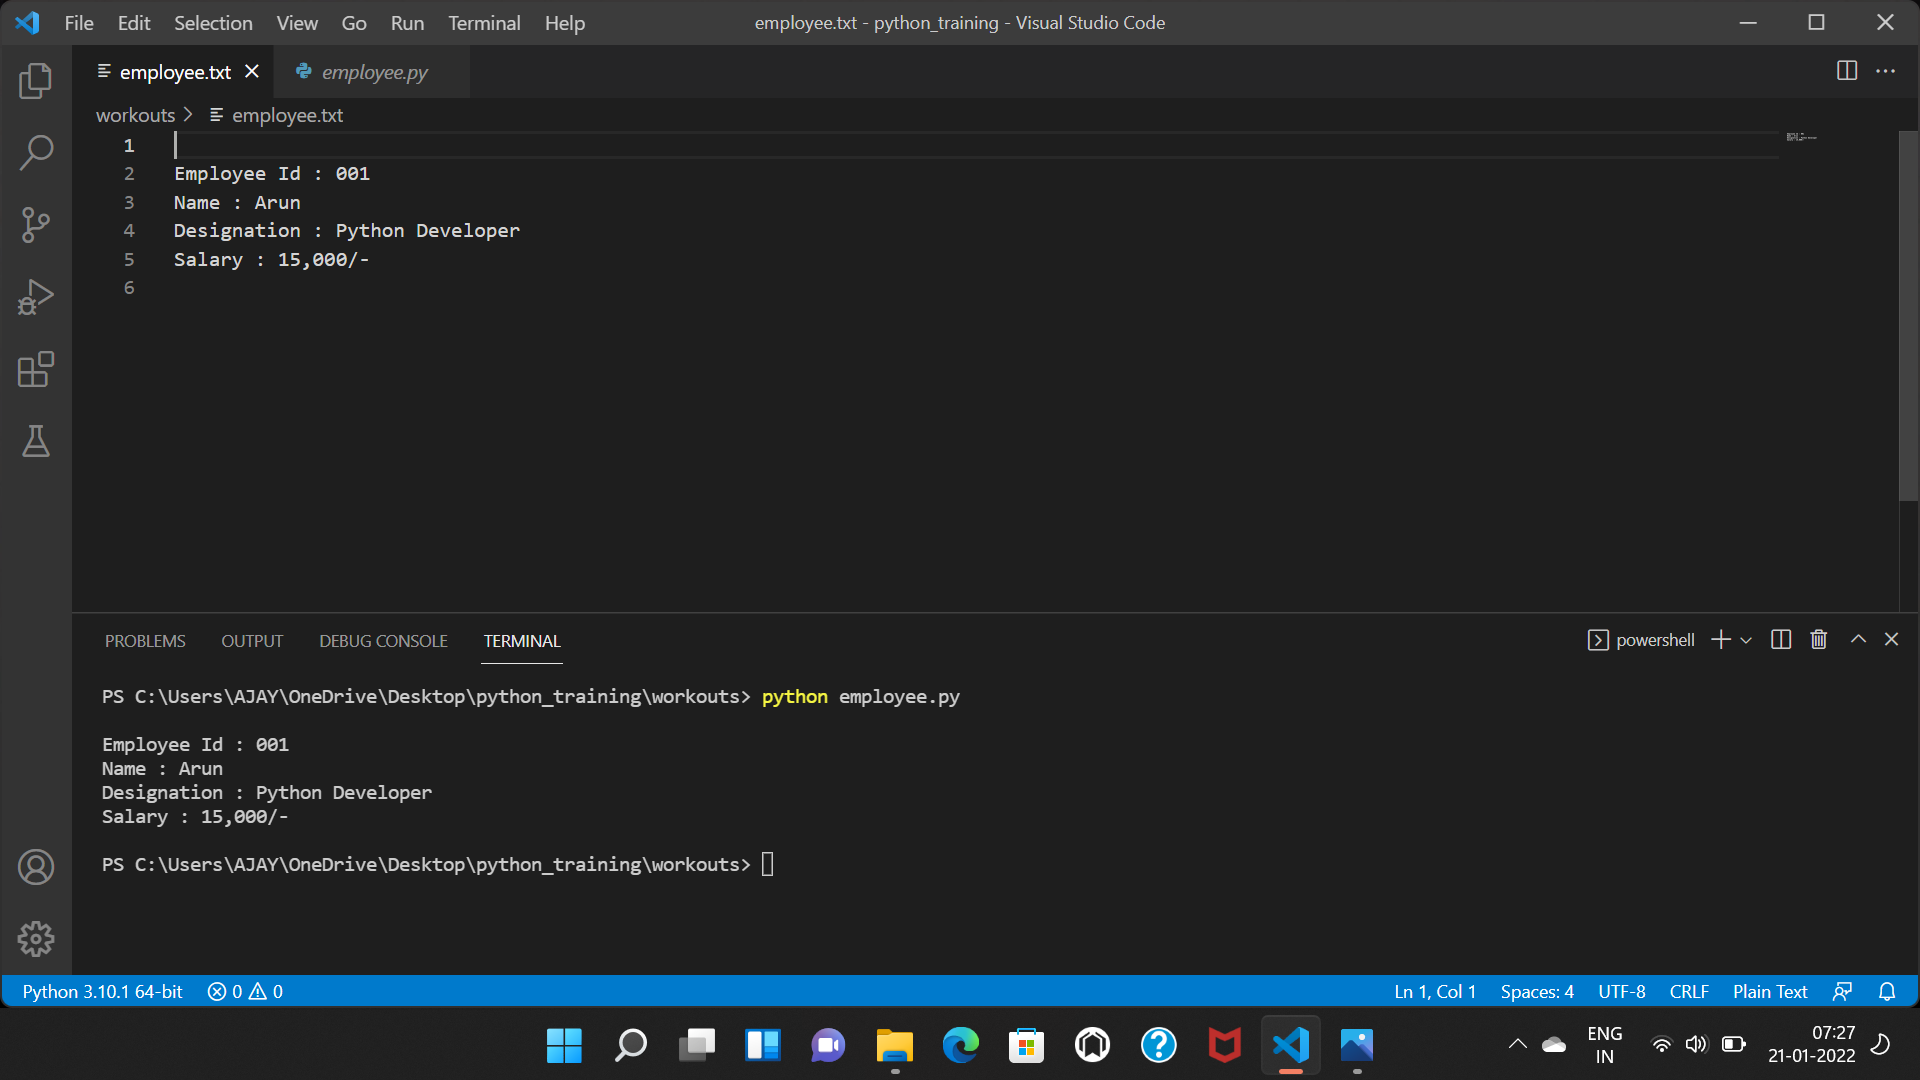 File Edit Selection View Go Run Terminal Help
employee.txt - python_training - Visual Studio Code
employee.txt
employee.py
workouts > employee.txt
1
2 Employee Id : 001
3 Name : Arun
4 Designation : Python Developer
5 Salary : 15,000/-
6
PROBLEMS OUTPUT DEBUG CONSOLE TERMINAL
powershell
PS C:\Users\AJAY\OneDrive\Desktop\python_training\workouts> python employee.py
Employee Id : 001
Name : Arun
Designation : Python Developer
Salary : 15,000/-
PS C:\Users\AJAY\OneDrive\Desktop\python_training\workouts>
Python 3.10.1 64-bit 0 0
Ln 1, Col 1 Spaces: 4 UTF-8 CRLF Plain Text
ENG
IN
07:27
21-01-2022